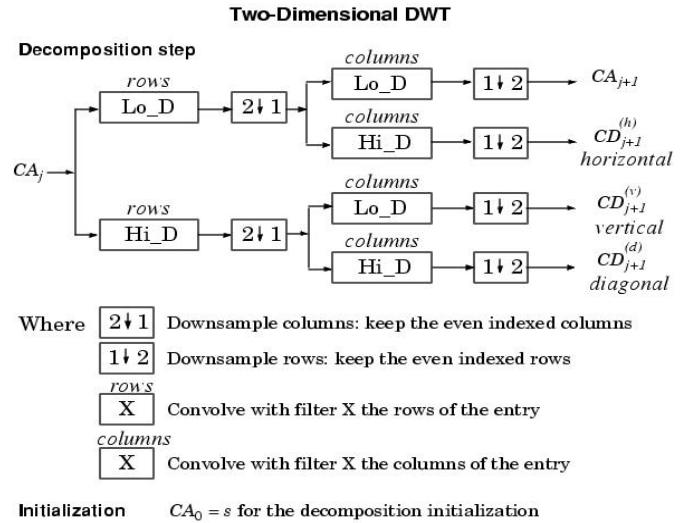 Two-Dimensional DWT
Decomposition step
rows
Lo_D
2↓1
columns
Lo_D
1↓2
CA_{j+1}
columns
Hi_D
1↓2
CD_{j+1}^{(h)}
horizontal
CA_j
rows
Hi_D
2↓1
columns
Lo_D
1↓2
CD_{j+1}^{(v)}
vertical
columns
Hi_D
1↓2
CD_{j+1}^{(d)}
diagonal
Where 2↓1 Downsample columns: keep the even indexed columns
1↓2 Downsample rows: keep the even indexed rows
rows
X Convolve with filter X the rows of the entry
columns
X Convolve with filter X the columns of the entry
Initialization CA_0 = s for the decomposition initialization